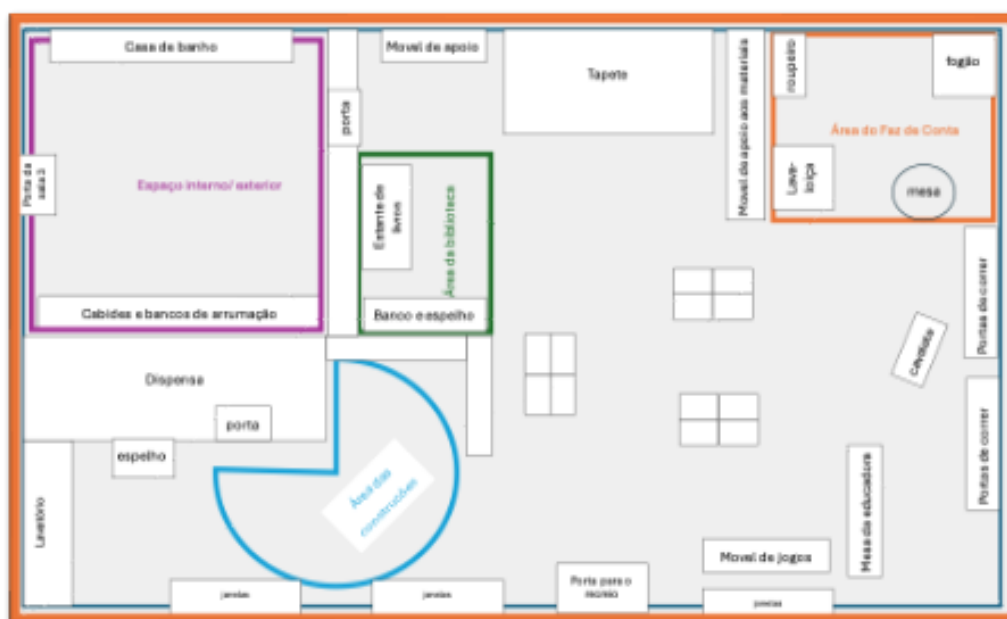 Casa de banho
Movel de apoio
Tapete
Movel de apoio aos materiais
roupeiro
fogão
porta
Área do Faz de Conta
Porta da
sala 3
Espaço interno/ exterior
Estante de
livros
Área da biblioteca
Lava-
loiça
mesa
Cabides e bancos de arrumação
Banco e espelho
Portas de correr
Cavalete
Dispensa
porta
espelho
Área das
construções
Portas de correr
Lavatório
Mesa da educadora
Movel de jogos
Porta para o
janelas
janelas
janelas